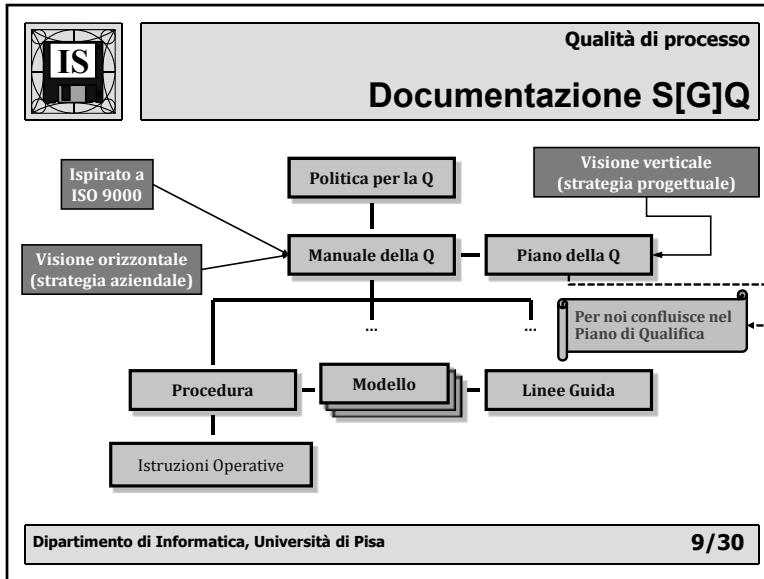 IS
Qualità di processo
Documentazione S[G]Q
Ispirato a
ISO 9000
Politica per la Q
Visione verticale
(strategia progettuale)
Visione orizzontale
(strategia aziendale)
Manuale della Q
Piano della Q
...
...
Per noi confluisce nel
Piano di Qualifica
Procedura
Modello
Linee Guida
Istruzioni Operative
Dipartimento di Informatica, Università di Pisa
9/30